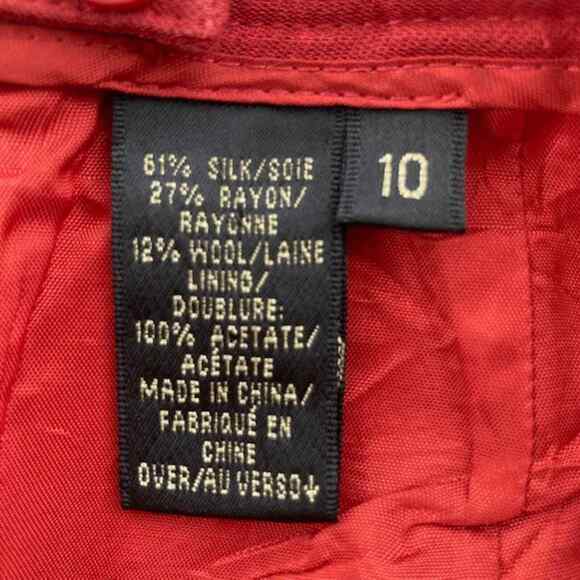 61% SILK/SOIE
27% RAYON/
RAYONNE
12% WOOL/LAINE
LINING/
DOUBLURE:
100% ACETATE/
ACÉTATE
MADE IN CHINA/
FABRIQUÉ EN
CHINE
OVER/AU VERSO↓
10